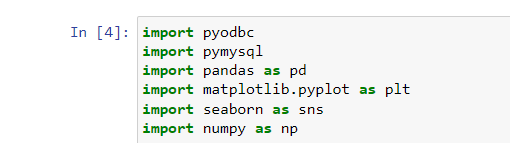 In [4]: import pyodbc
import pymysql
import pandas as pd
import matplotlib.pyplot as plt
import seaborn as sns
import numpy as np